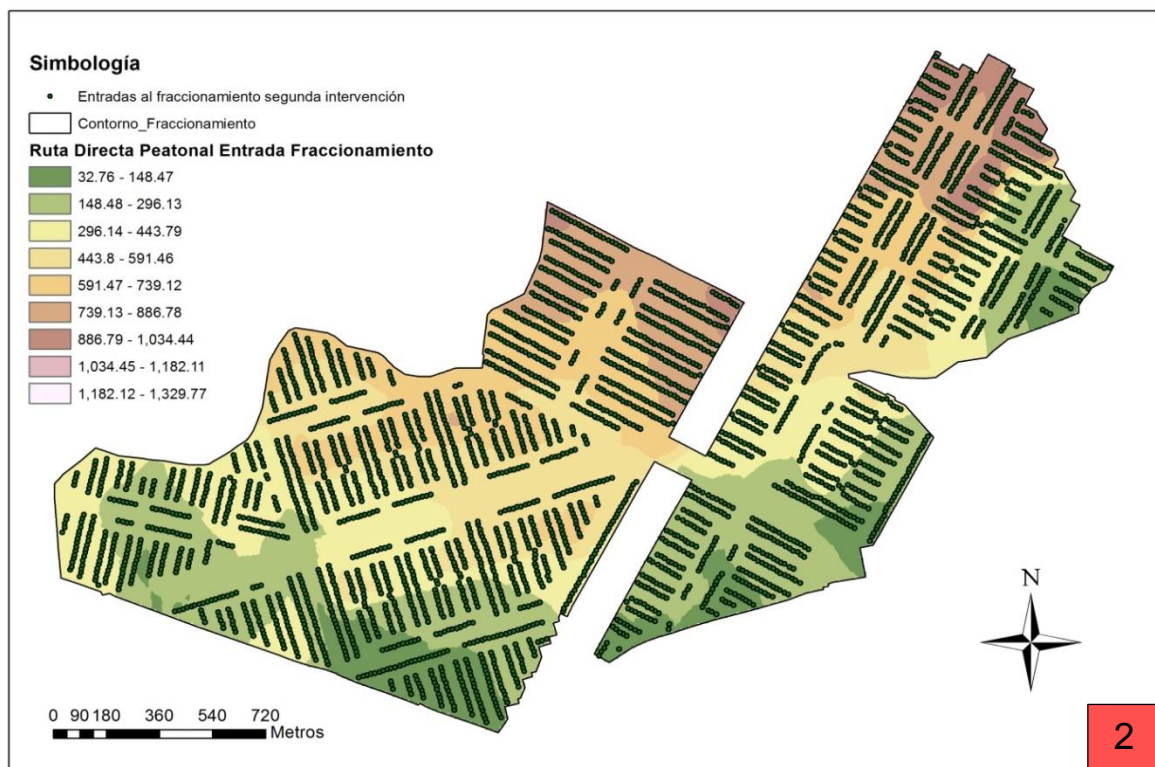 Simbología
Entradas al fraccionamiento segunda intervención
Contorno_Fraccionamiento
Ruta Directa Peatonal Entrada Fraccionamiento
32.76 - 148.47
148.48 - 296.13
296.14 - 443.79
443.8 - 591.46
591.47 - 739.12
739.13 - 886.78
886.79 - 1,034.44
1,034.45 - 1,182.11
1,182.12 - 1,329.77
N
0 90 180 360 540 720
Metros
2